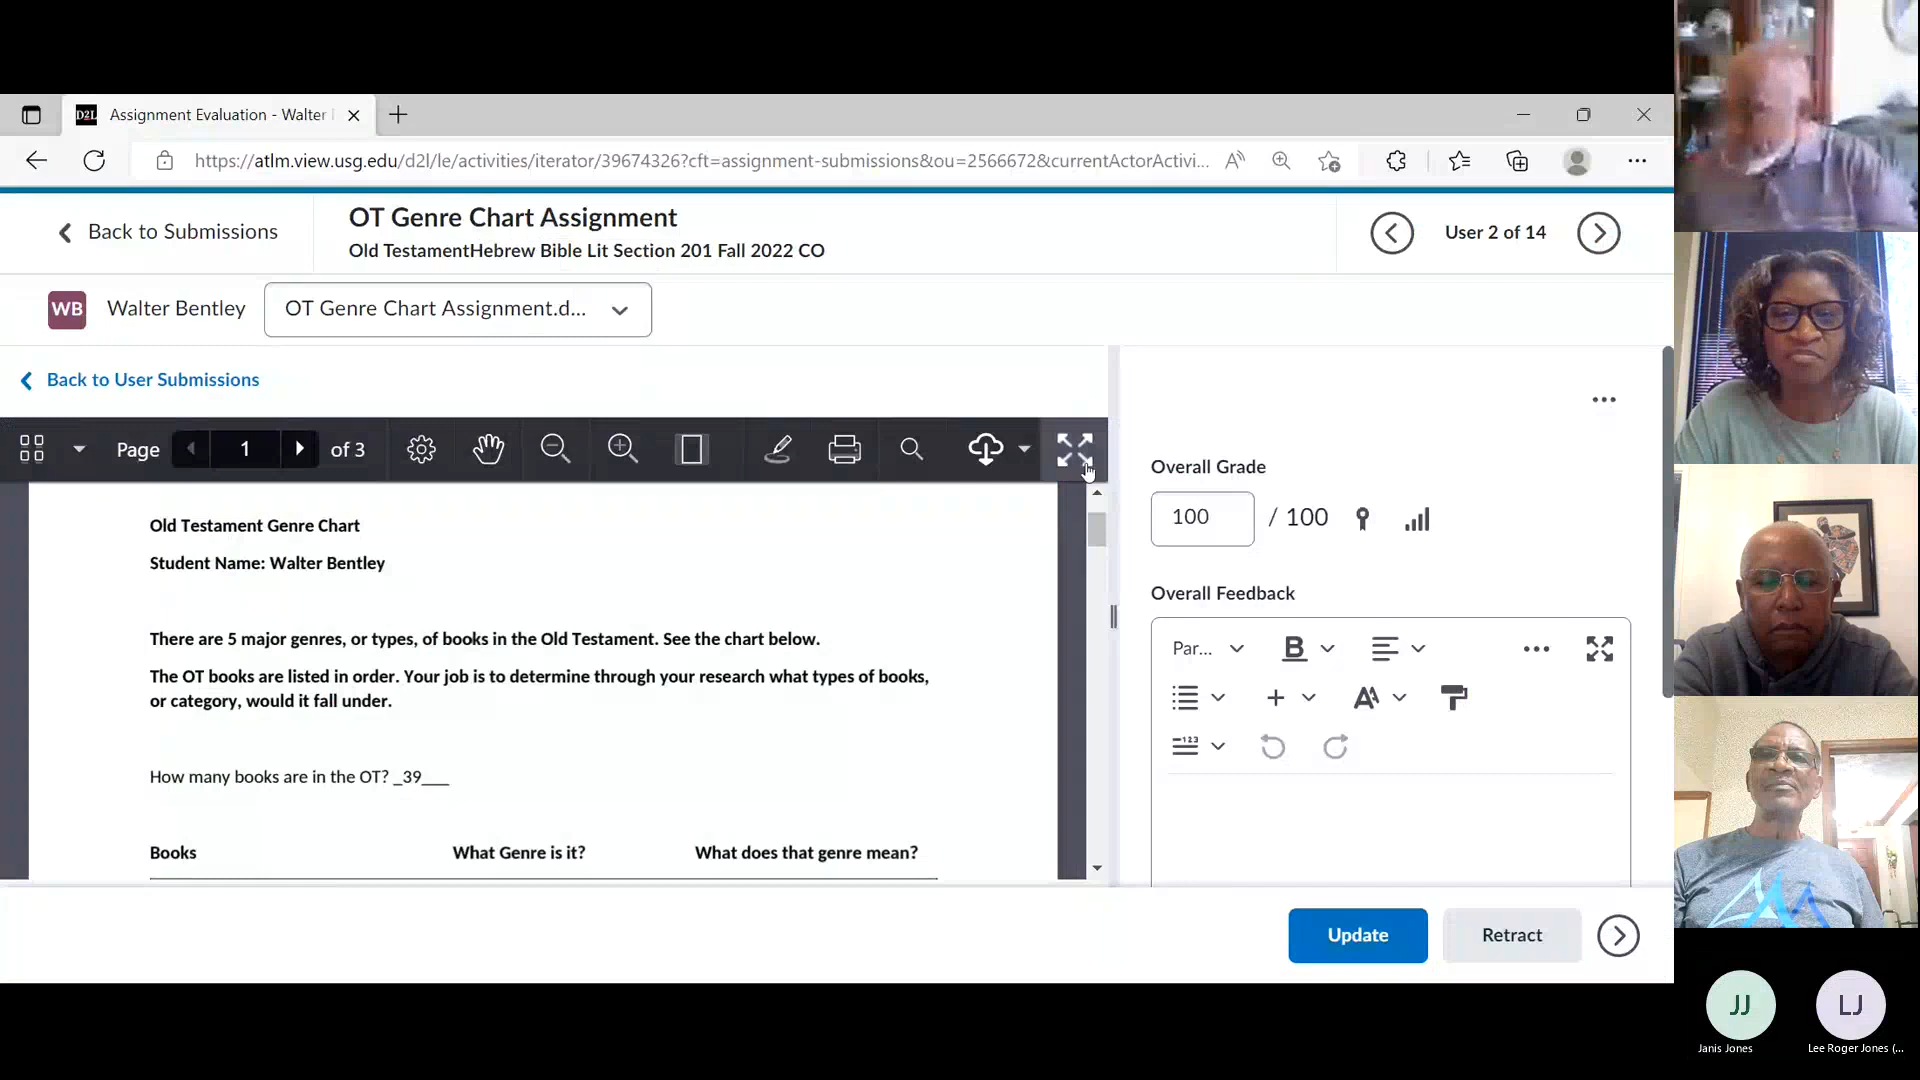 D2L Assignment Evaluation - Walter
https://atlm.view.usg.edu/d2l/le/activities/iterator/39674326?cft=assignment-submissions&ou=2566672&currentActorActivi...
Back to Submissions
OT Genre Chart Assignment
Old TestamentHebrew Bible Lit Section 201 Fall 2022 CO
User 2 of 14
WB Walter Bentley
OT Genre Chart Assignment.d...
Back to User Submissions
Page 1 of 3
Old Testament Genre Chart
Student Name: Walter Bentley
There are 5 major genres, or types, of books in the Old Testament. See the chart below.
The OT books are listed in order. Your job is to determine through your research what types of books,
or category, would it fall under.
How many books are in the OT? _39___
Books What Genre is it? What does that genre mean?
Overall Grade
100 / 100
Overall Feedback
Par... B
Update Retract
JJ LJ
Janis Jones Lee Roger Jones (...